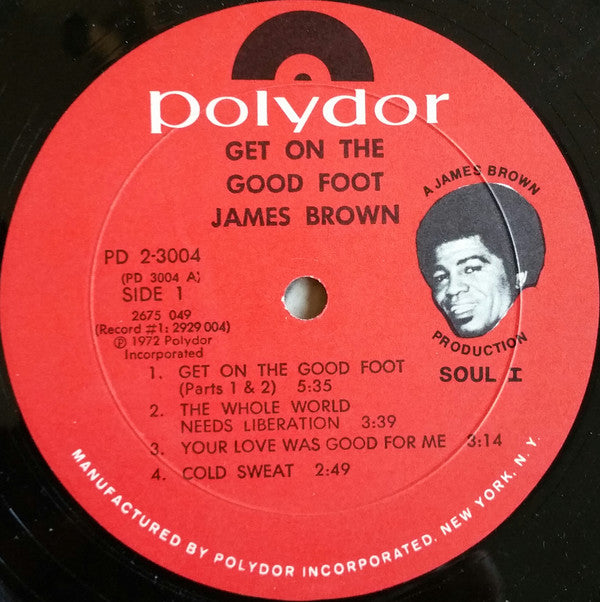 polydor
GET ON THE
GOOD FOOT
JAMES BROWN
A JAMES BROWN
PRODUCTION
SOUL I
PD 2-3004
(PD 3004 A)
SIDE 1
2675 049
(Record #1: 2929 004)
℗ 1972 Polydor
Incorporated
1. GET ON THE GOOD FOOT
(Parts 1 & 2) 5:35
2. THE WHOLE WORLD
NEEDS LIBERATION 3:39
3. YOUR LOVE WAS GOOD FOR ME 3:14
4. COLD SWEAT 2:49
MANUFACTURED BY POLYDOR INCORPORATED. NEW YORK, N. Y.